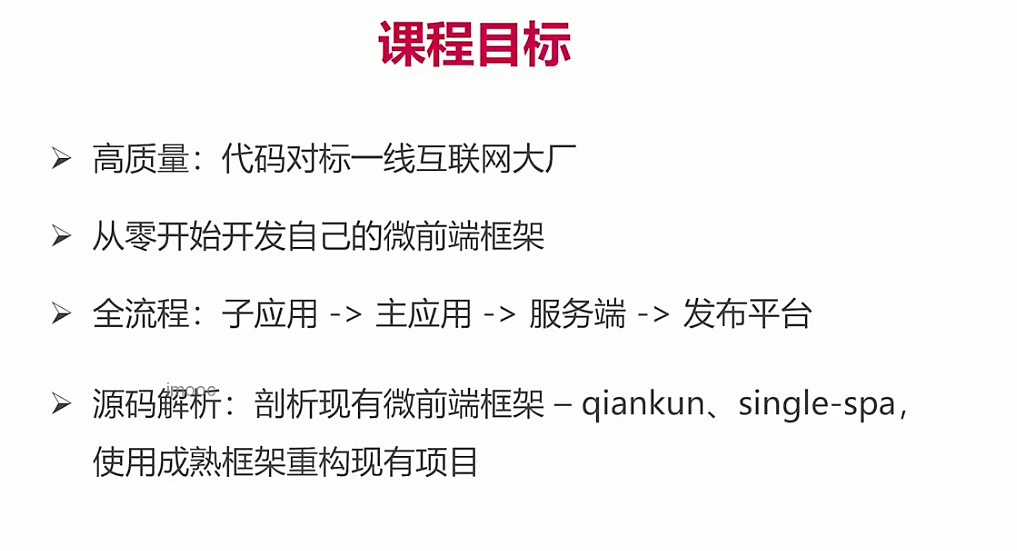 课程目标
➢ 高质量：代码对标一线互联网大厂
➢ 从零开始开发自己的微前端框架
➢ 全流程：子应用 -> 主应用 -> 服务端 -> 发布平台
imooc
➢ 源码解析：剖析现有微前端框架 – qiankun、single-spa，
使用成熟框架重构现有项目